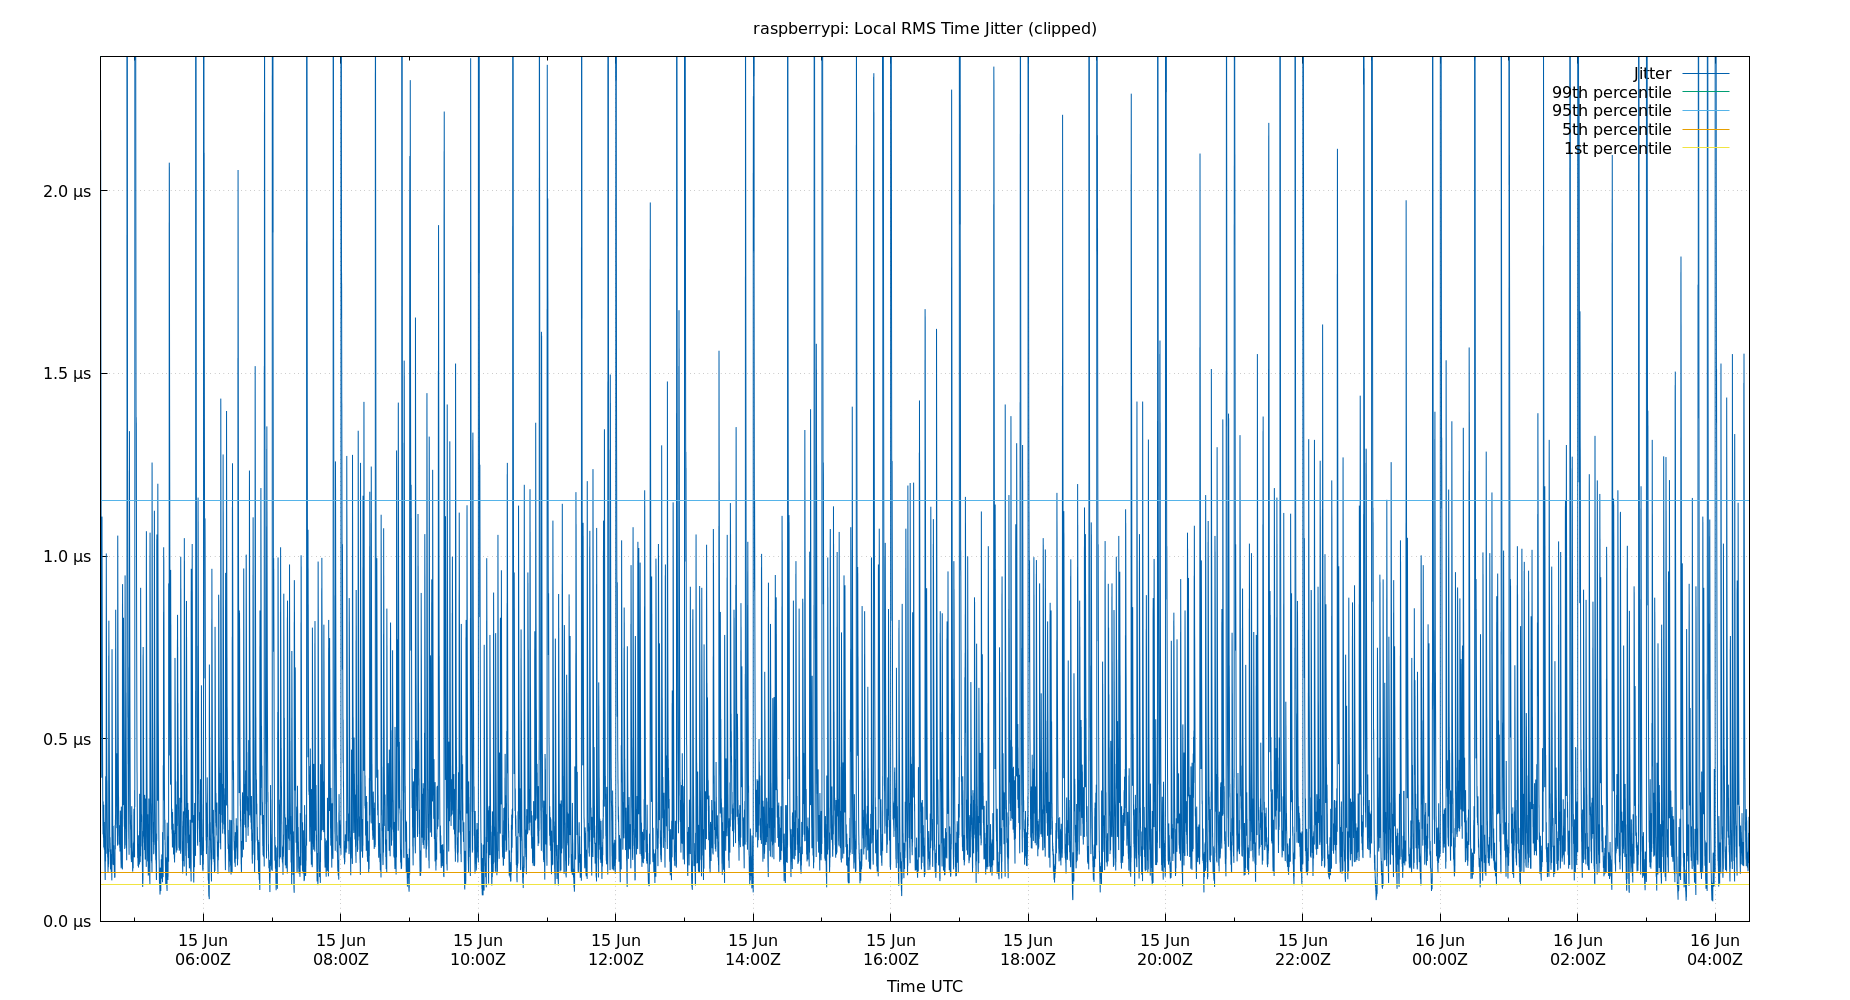 raspberrypi: Local RMS Time Jitter (clipped)
Jitter
99th percentile
95th percentile
5th percentile
1st percentile
2.0 µs
1.5 µs
1.0 µs
0.5 µs
0.0 µs
15 Jun 15 Jun 15 Jun 15 Jun 15 Jun 15 Jun 15 Jun 15 Jun 15 Jun 16 Jun 16 Jun 16 Jun
06:00Z 08:00Z 10:00Z 12:00Z 14:00Z 16:00Z 18:00Z 20:00Z 22:00Z 00:00Z 02:00Z 04:00Z
Time UTC